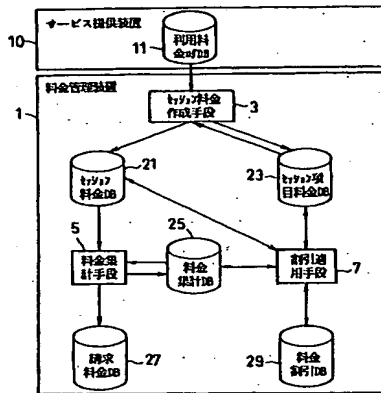 サービス提供装置
10
11
利用料
金明DB
料金管理装置
1
セッション料金
作成手段
3
セッション
料金DB
21
23
セッション項
目料金DB
5
25
料金集
計手段
料金
集計DB
割引適
用手段
7
請求
料金DB
27
29
料金
割引DB